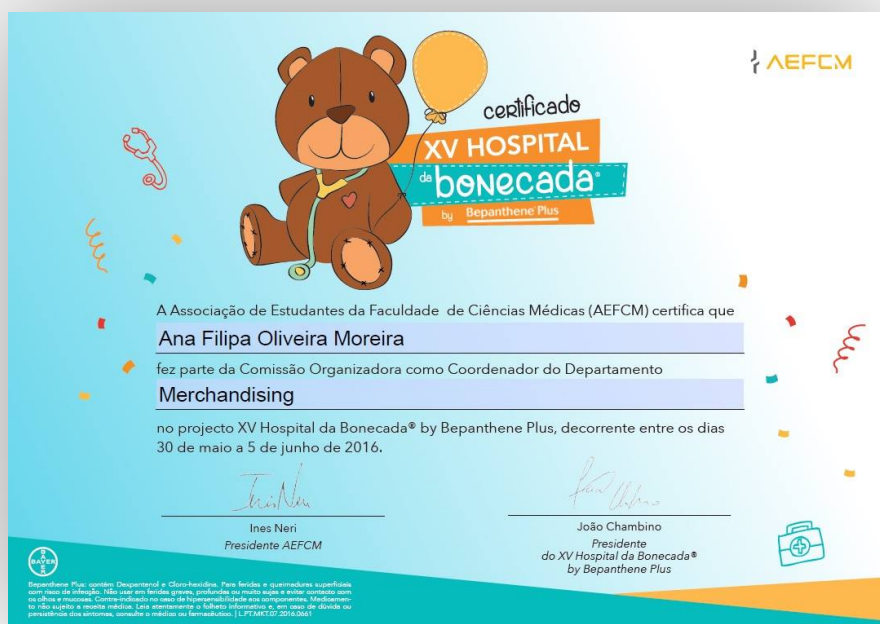 AEFCM
certificado
XV HOSPITAL
da bonecada®
by Bepanthene Plus
A Associação de Estudantes da Faculdade de Ciências Médicas (AEFCM) certifica que
Ana Filipa Oliveira Moreira
fez parte da Comissão Organizadora como Coordenador do Departamento
Merchandising
no projecto XV Hospital da Bonecada® by Bepanthene Plus, decorrente entre os dias
30 de maio a 5 de junho de 2016.
Ines Neri
Presidente AEFCM
João Chambino
Presidente
do XV Hospital da Bonecada®
by Bepanthene Plus
BAYER
Bepanthene Plus: contém Dexpantenol e Cloro-hexidina. Para feridas e queimaduras superficiais
com risco de infeção. Não usar em feridas graves, profundas ou muito sujas e evitar contacto com
os olhos e mucosas. Contra-indicado no caso de hipersensibilidade aos componentes. Medicamen-
to não sujeito a receita médica. Leia atentamente o folheto informativo e, em caso de dúvida ou
persistência dos sintomas, consulte o médico ou farmacêutico. | L.PT.MKT.07.2016.0661